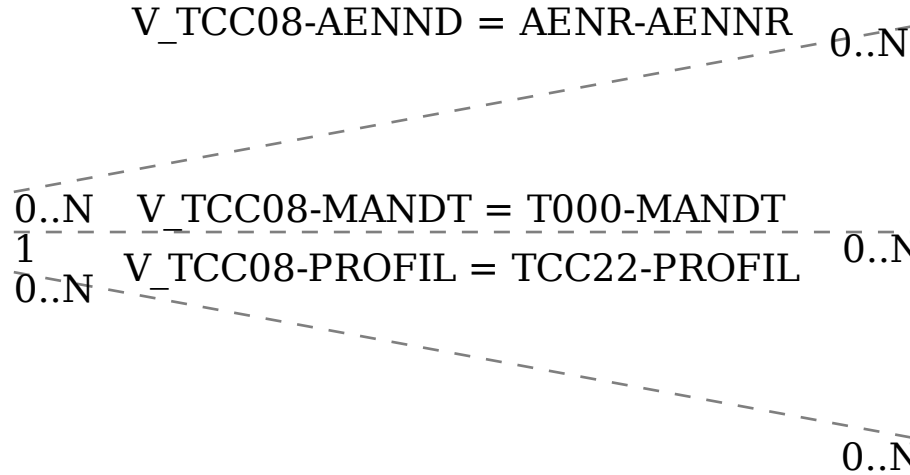 V_TCC08-AENND = AENR-AENNR
0..N
0..N
V_TCC08-MANDT = T000-MANDT
1
0..N
V_TCC08-PROFIL = TCC22-PROFIL
0..N
0..N